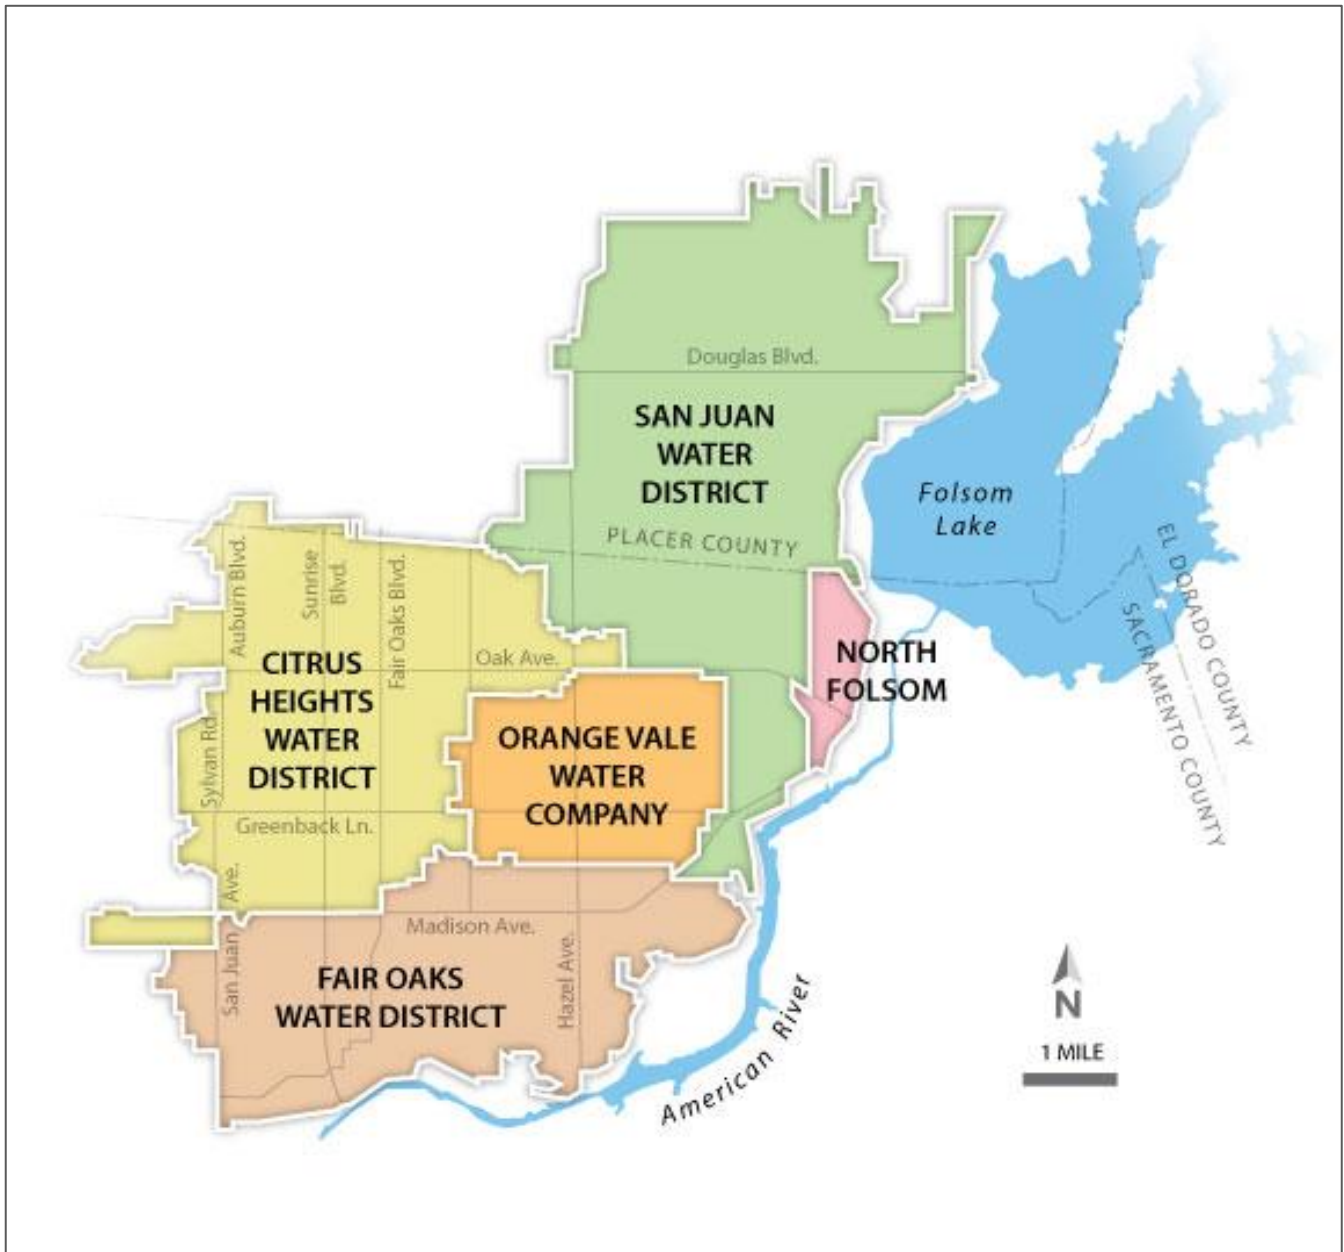 Douglas Blvd.
SAN JUAN
WATER
DISTRICT
Folsom
Lake
PLACER COUNTY
EL DORADO COUNTY
SACRAMENTO COUNTY
Auburn Blvd.
Sunrise
Blvd.
Fair Oaks Blvd.
Oak Ave.
CITRUS
HEIGHTS
WATER
DISTRICT
NORTH
FOLSOM
Sylvan Rd.
ORANGE VALE
WATER
COMPANY
Greenback Ln.
San Juan Ave.
Madison Ave.
Hazel Ave.
FAIR OAKS
WATER DISTRICT
American River
N
1 MILE